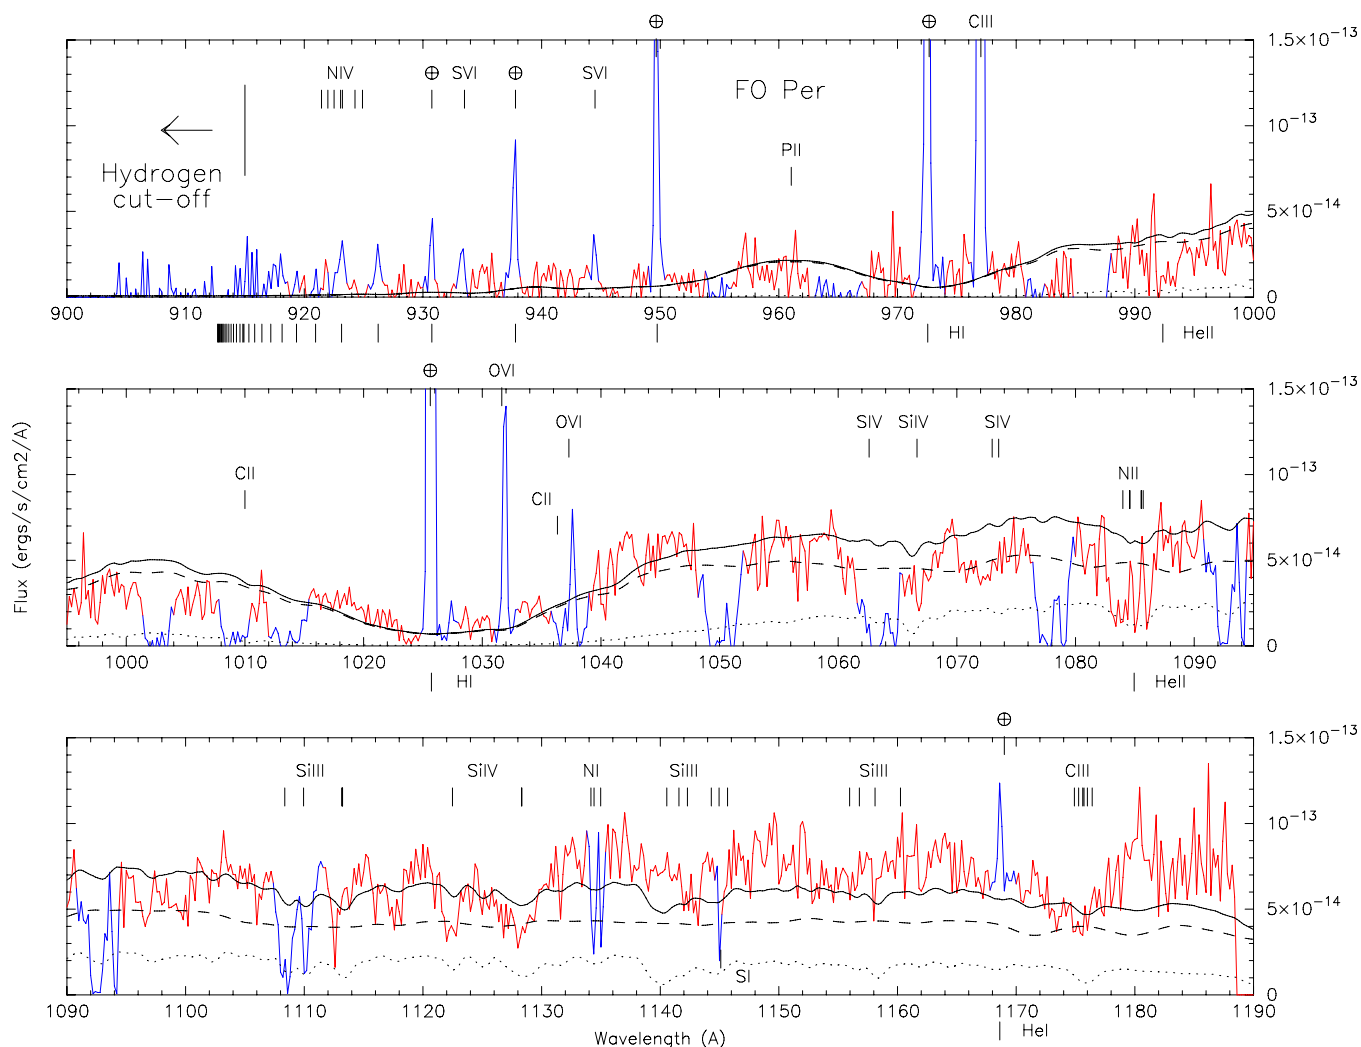 ⊕ ⊕ CIII
1.5×10⁻¹³
NIV ⊕ SVI ⊕ SVI FO Per
10⁻¹³
PII
Hydrogen
cut-off
5×10⁻¹⁴
0
900 910 920 930 940 950 960 970 980 990 1000
HI HeII
⊕ OVI
1.5×10⁻¹³
OVI SIV SiIV SIV
CII CII NII
10⁻¹³
5×10⁻¹⁴
0
1000 1010 1020 1030 1040 1050 1060 1070 1080 1090
HI HeII
Flux (ergs/s/cm2/A)
⊕
1.5×10⁻¹³
SiIII SiIV NI SiIII SiIII CIII
10⁻¹³
5×10⁻¹⁴
SI
0
1090 1100 1110 1120 1130 1140 1150 1160 1170 1180 1190
HeI
Wavelength (A)